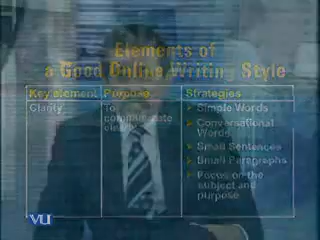 Elements of
a Good Online Writing Style
Key element Purpose Strategies
Clarity To communicate clearly
Simple Words
Conversational Words
Small Sentences
Small Paragraphs
Focus on the subject and purpose
VU